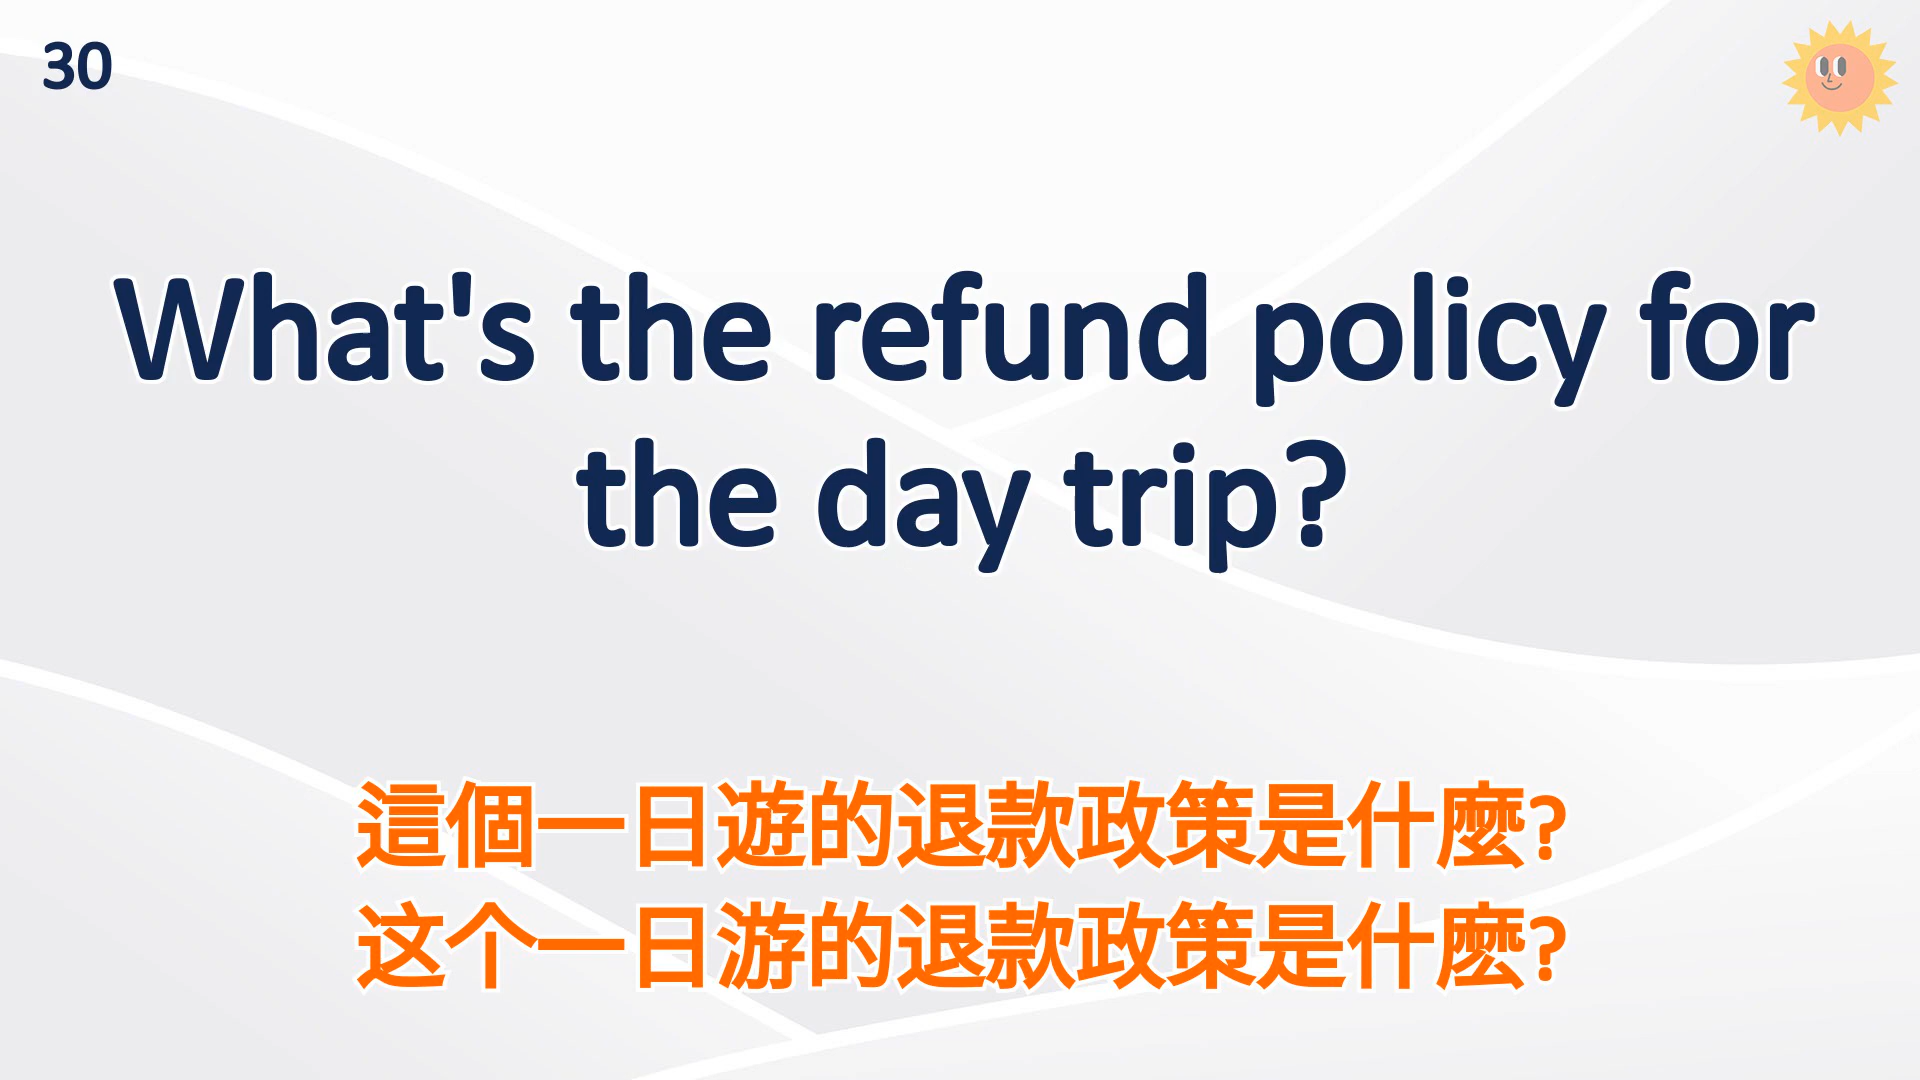 30
What's the refund policy for
the day trip?
這個一日遊的退款政策是什麼?
这个一日游的退款政策是什麽?